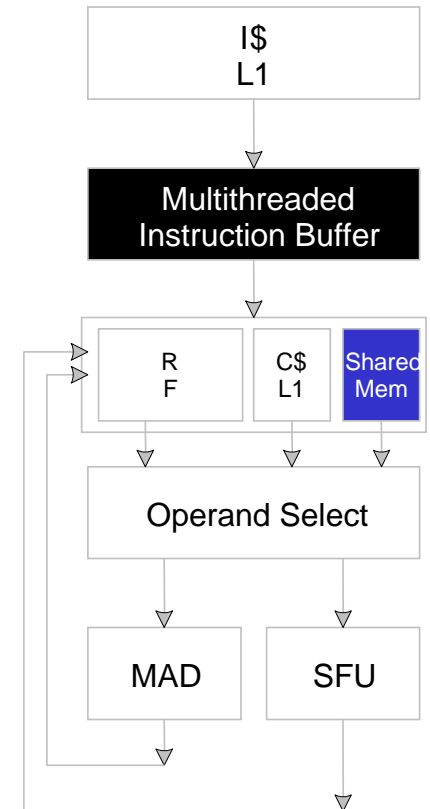 I$
L1
Multithreaded
Instruction Buffer
R
F
C$
L1
Shared
Mem
Operand Select
MAD
SFU